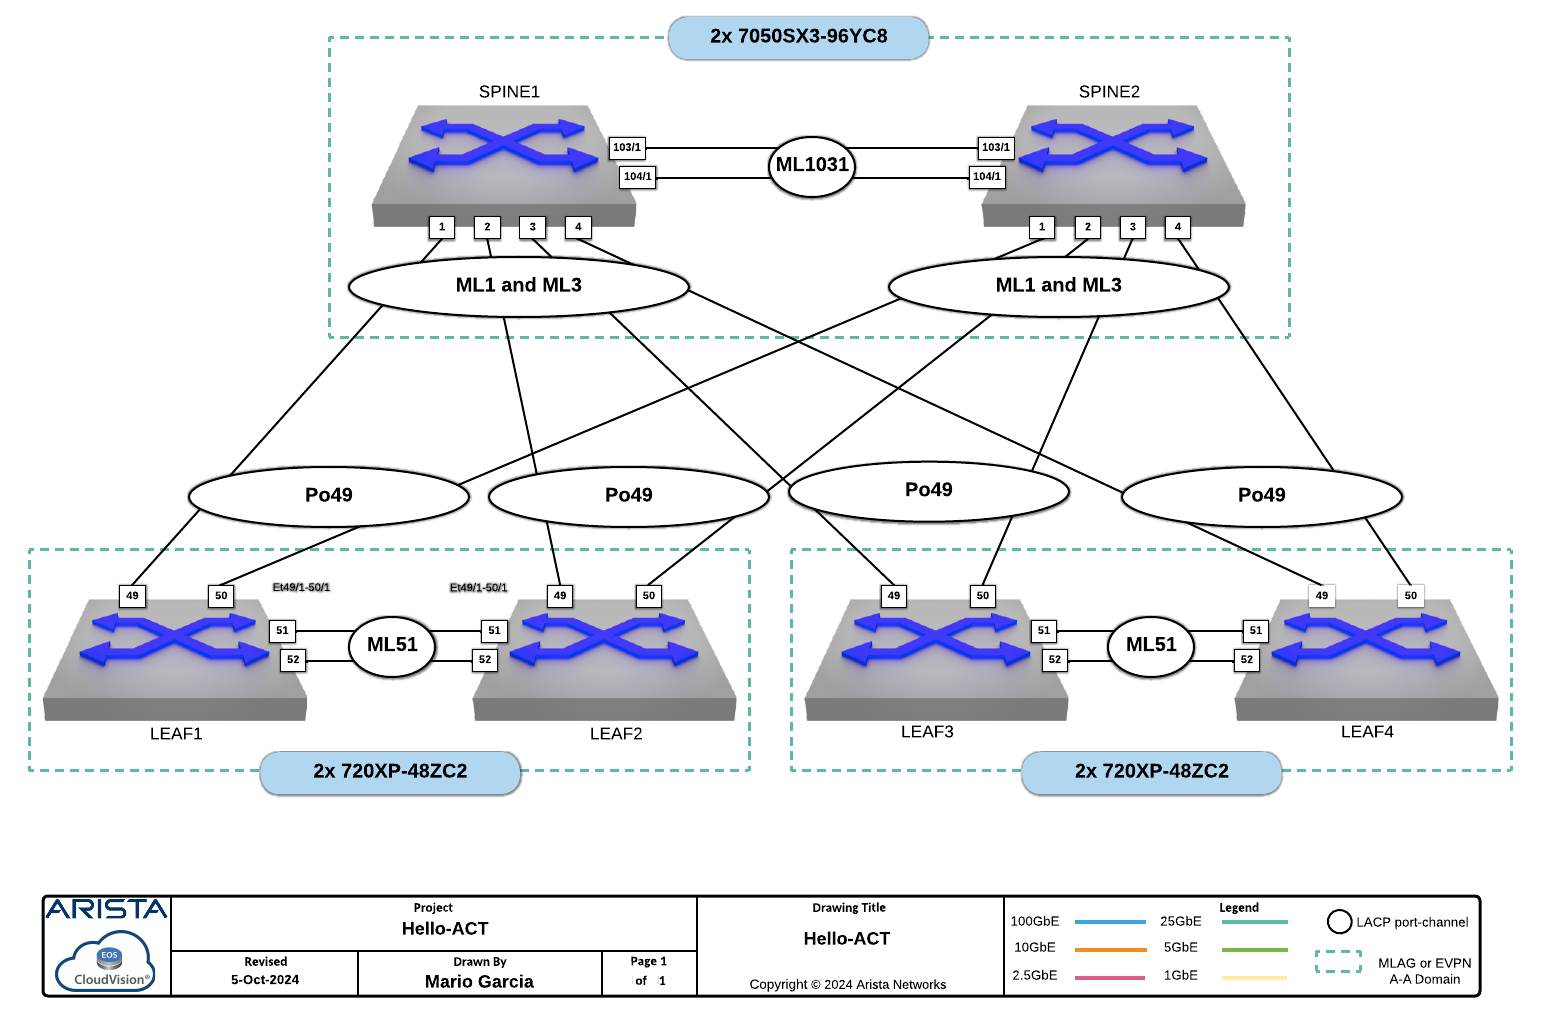 2x 7050SX3-96YC8
SPINE1
SPINE2
103/1
ML1031
103/1
104/1
104/1
1 2 3 4
1 2 3 4
ML1 and ML3
ML1 and ML3
Po49
Po49
Po49
Po49
49 50
Et49/1-50/1
Et49/1-50/1
49 50
49 50
49 50
51
ML51
51
52
52
51
ML51
51
52
52
LEAF1
LEAF2
LEAF3
LEAF4
2x 720XP-48ZC2
2x 720XP-48ZC2
ARISTA
EOS
CloudVision®
Project
Hello-ACT
Revised
5-Oct-2024
Drawn By
Mario Garcia
Page 1
of 1
Drawing Title
Hello-ACT
Copyright © 2024 Arista Networks
Legend
100GbE
25GbE
LACP port-channel
10GbE
5GbE
2.5GbE
1GbE
MLAG or EVPN
A-A Domain